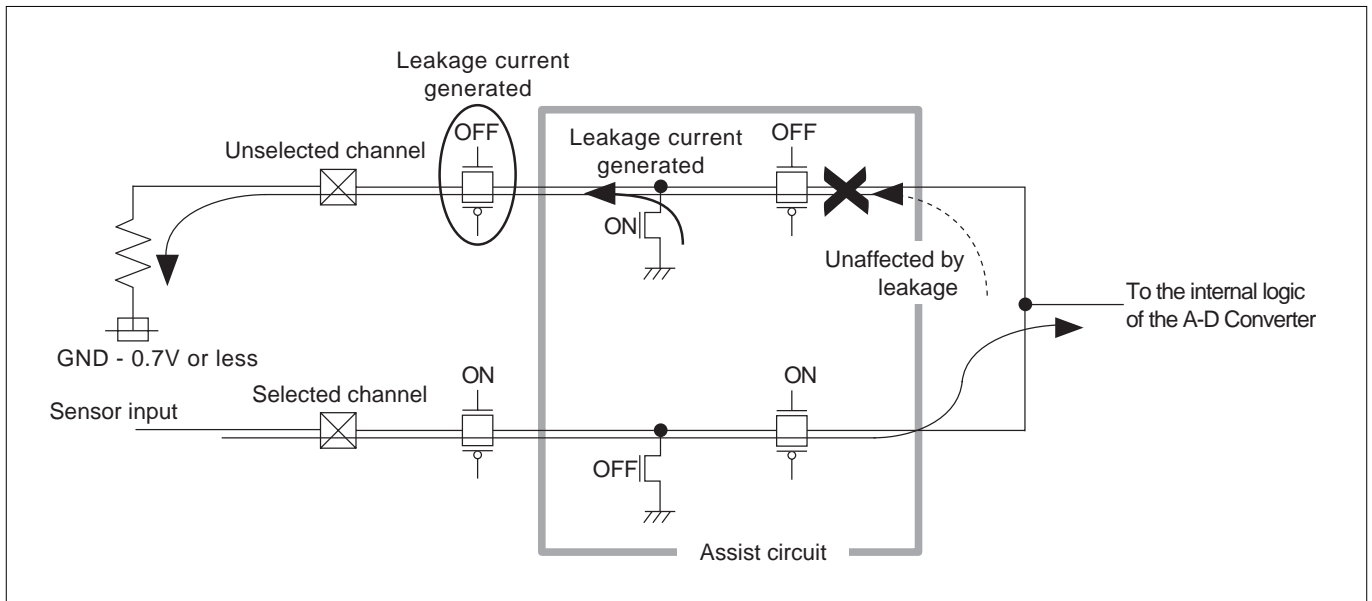 Leakage current
generated
OFF
Leakage current
generated
OFF
Unselected channel
ON
Unaffected by
leakage
To the internal logic
of the A-D Converter
GND - 0.7V or less
ON
ON
Selected channel
Sensor input
OFF
Assist circuit